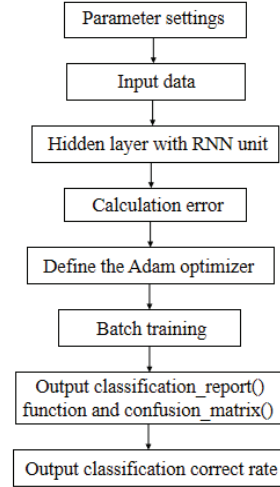 Parameter settings
Input data
Hidden layer with RNN unit
Calculation error
Define the Adam optimizer
Batch training
Output classification_report()
function and confusion_matrix()
Output classification correct rate